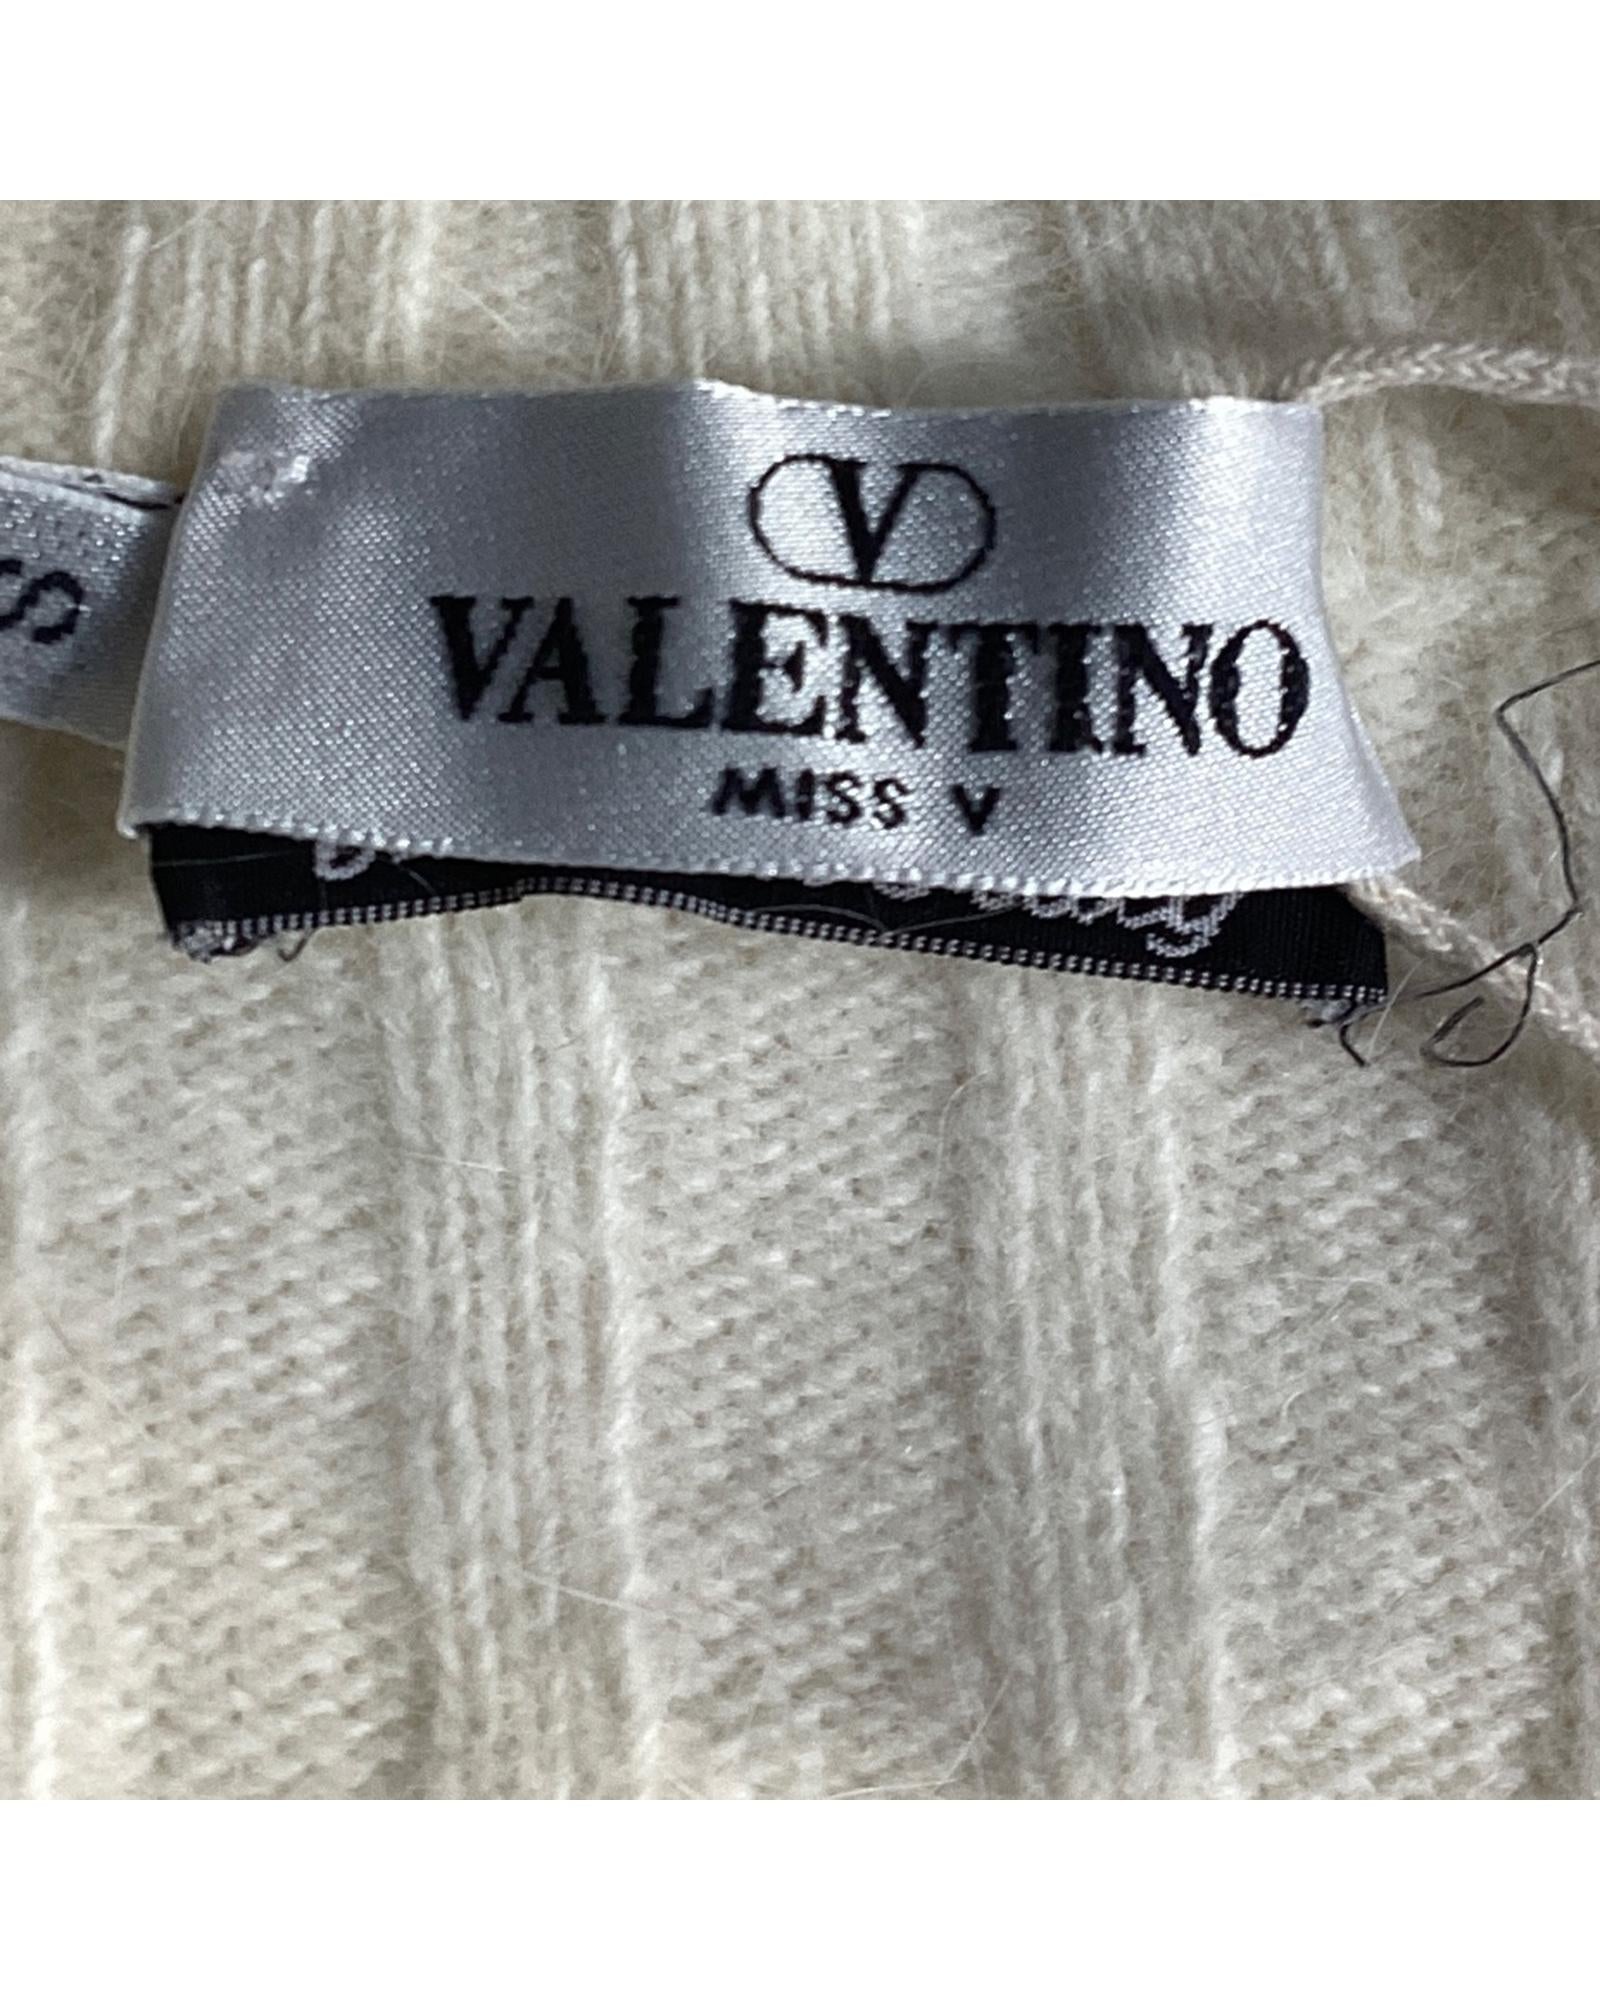 V
VALENTINO
MISS V
S